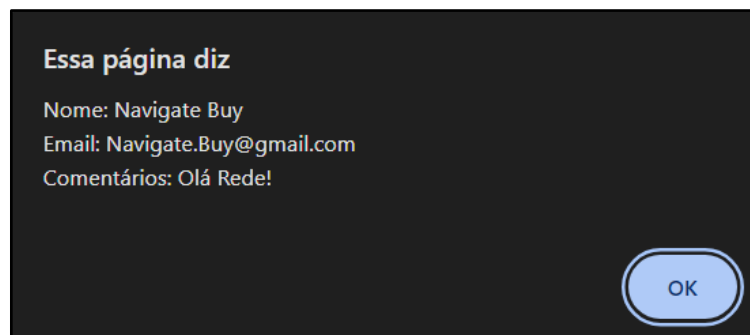 Essa página diz
Nome: Navigate Buy
Email: Navigate.Buy@gmail.com
Comentários: Olá Rede!
OK